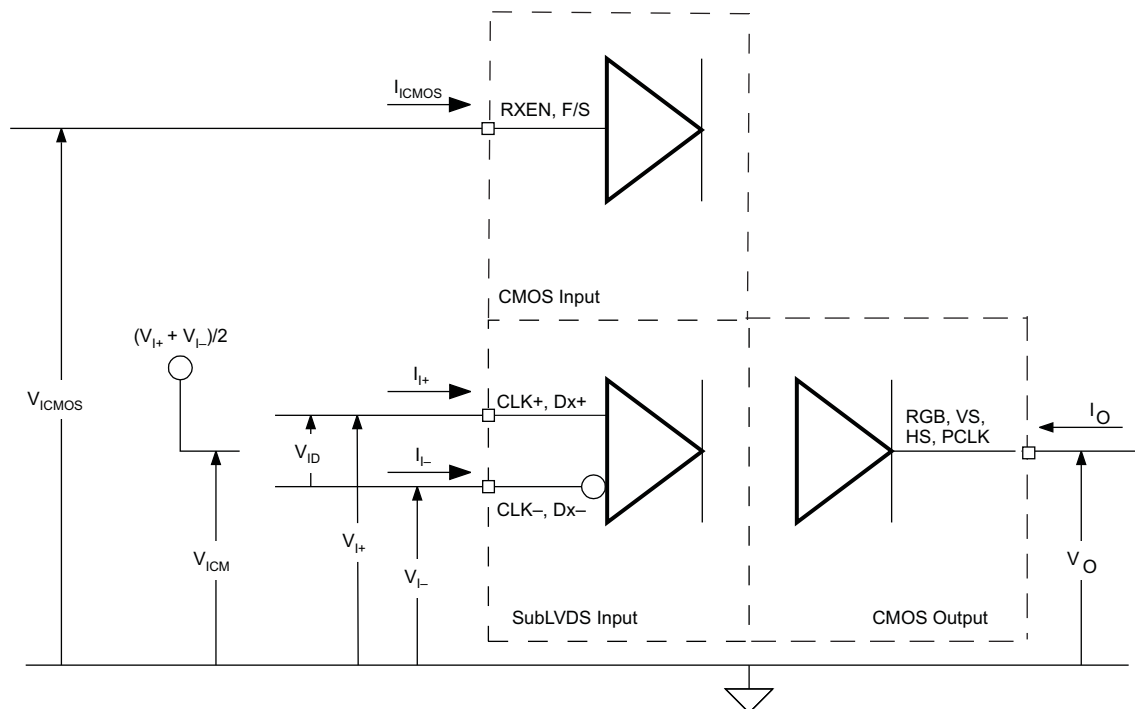 I_ICMOS
RXEN, F/S
CMOS Input
(V_I+ + V_I–)/2
V_ICMOS
I_I+
CLK+, Dx+
V_ID
I_I–
CLK–, Dx–
RGB, VS,
HS, PCLK
I_O
V_ICM
V_I+
V_I–
V_O
SubLVDS Input
CMOS Output